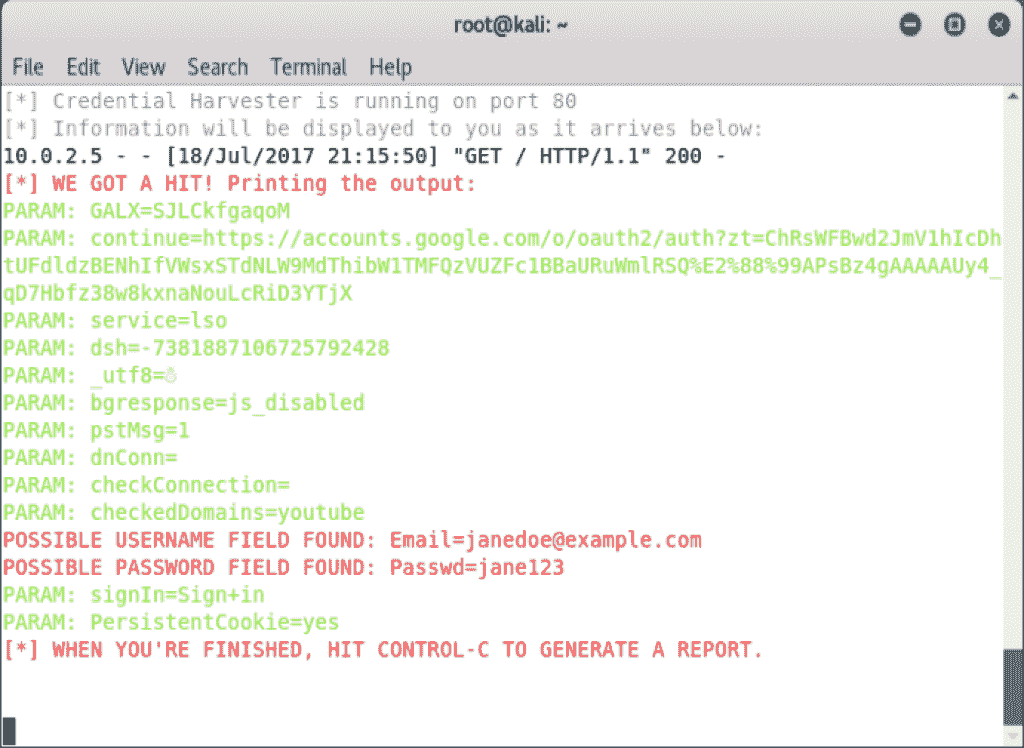 root@kali: ~
File Edit View Search Terminal Help
[*] Credential Harvester is running on port 80
[*] Information will be displayed to you as it arrives below:
10.0.2.5 - - [18/Jul/2017 21:15:50] "GET / HTTP/1.1" 200 -
[*] WE GOT A HIT! Printing the output:
PARAM: GALX=SJLCkfgaqoM
PARAM: continue=https://accounts.google.com/o/oauth2/auth?zt=ChRsWFBwd2JmV1hIcDh
tUFdldzBENhIfVWsxSTdNLW9MdThibW1TMFQzVUZFc1BBaURuWmlRSQ%E2%88%99APsBz4gAAAAAUy4_
qD7Hbfz38w8kxnaNouLcRiD3YTjX
PARAM: service=lso
PARAM: dsh=-7381887106725792428
PARAM: _utf8=☃
PARAM: bgresponse=js_disabled
PARAM: pstMsg=1
PARAM: dnConn=
PARAM: checkConnection=
PARAM: checkedDomains=youtube
POSSIBLE USERNAME FIELD FOUND: Email=janedoe@example.com
POSSIBLE PASSWORD FIELD FOUND: Passwd=jane123
PARAM: signIn=Sign+in
PARAM: PersistentCookie=yes
[*] WHEN YOU'RE FINISHED, HIT CONTROL-C TO GENERATE A REPORT.